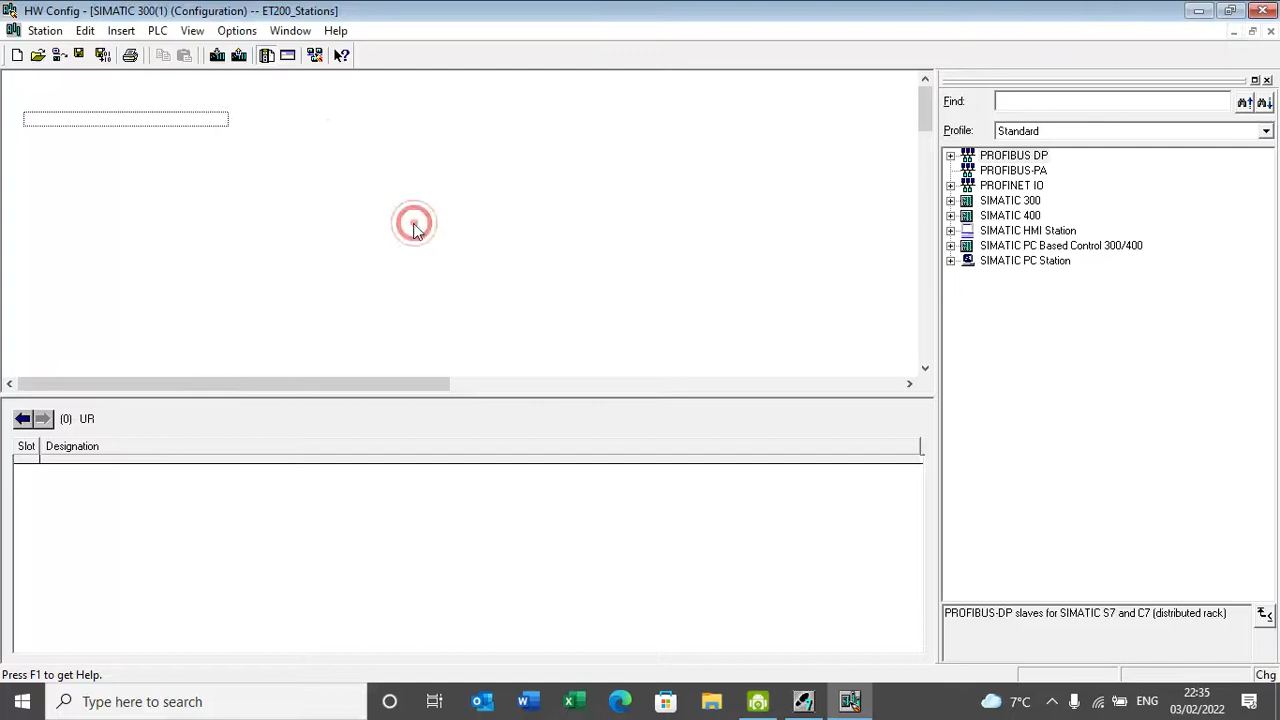 HW Config - [SIMATIC 300(1) (Configuration) -- ET200_Stations]
Station Edit Insert PLC View Options Window Help
Find:
Profile: Standard
PROFIBUS DP
PROFIBUS-PA
PROFINET IO
SIMATIC 300
SIMATIC 400
SIMATIC HMI Station
SIMATIC PC Based Control 300/400
SIMATIC PC Station
(0) UR
Slot Designation
PROFIBUS-DP slaves for SIMATIC S7 and C7 (distributed rack)
Press F1 to get Help.
Chg
Type here to search
7°C
ENG
22:35
03/02/2022